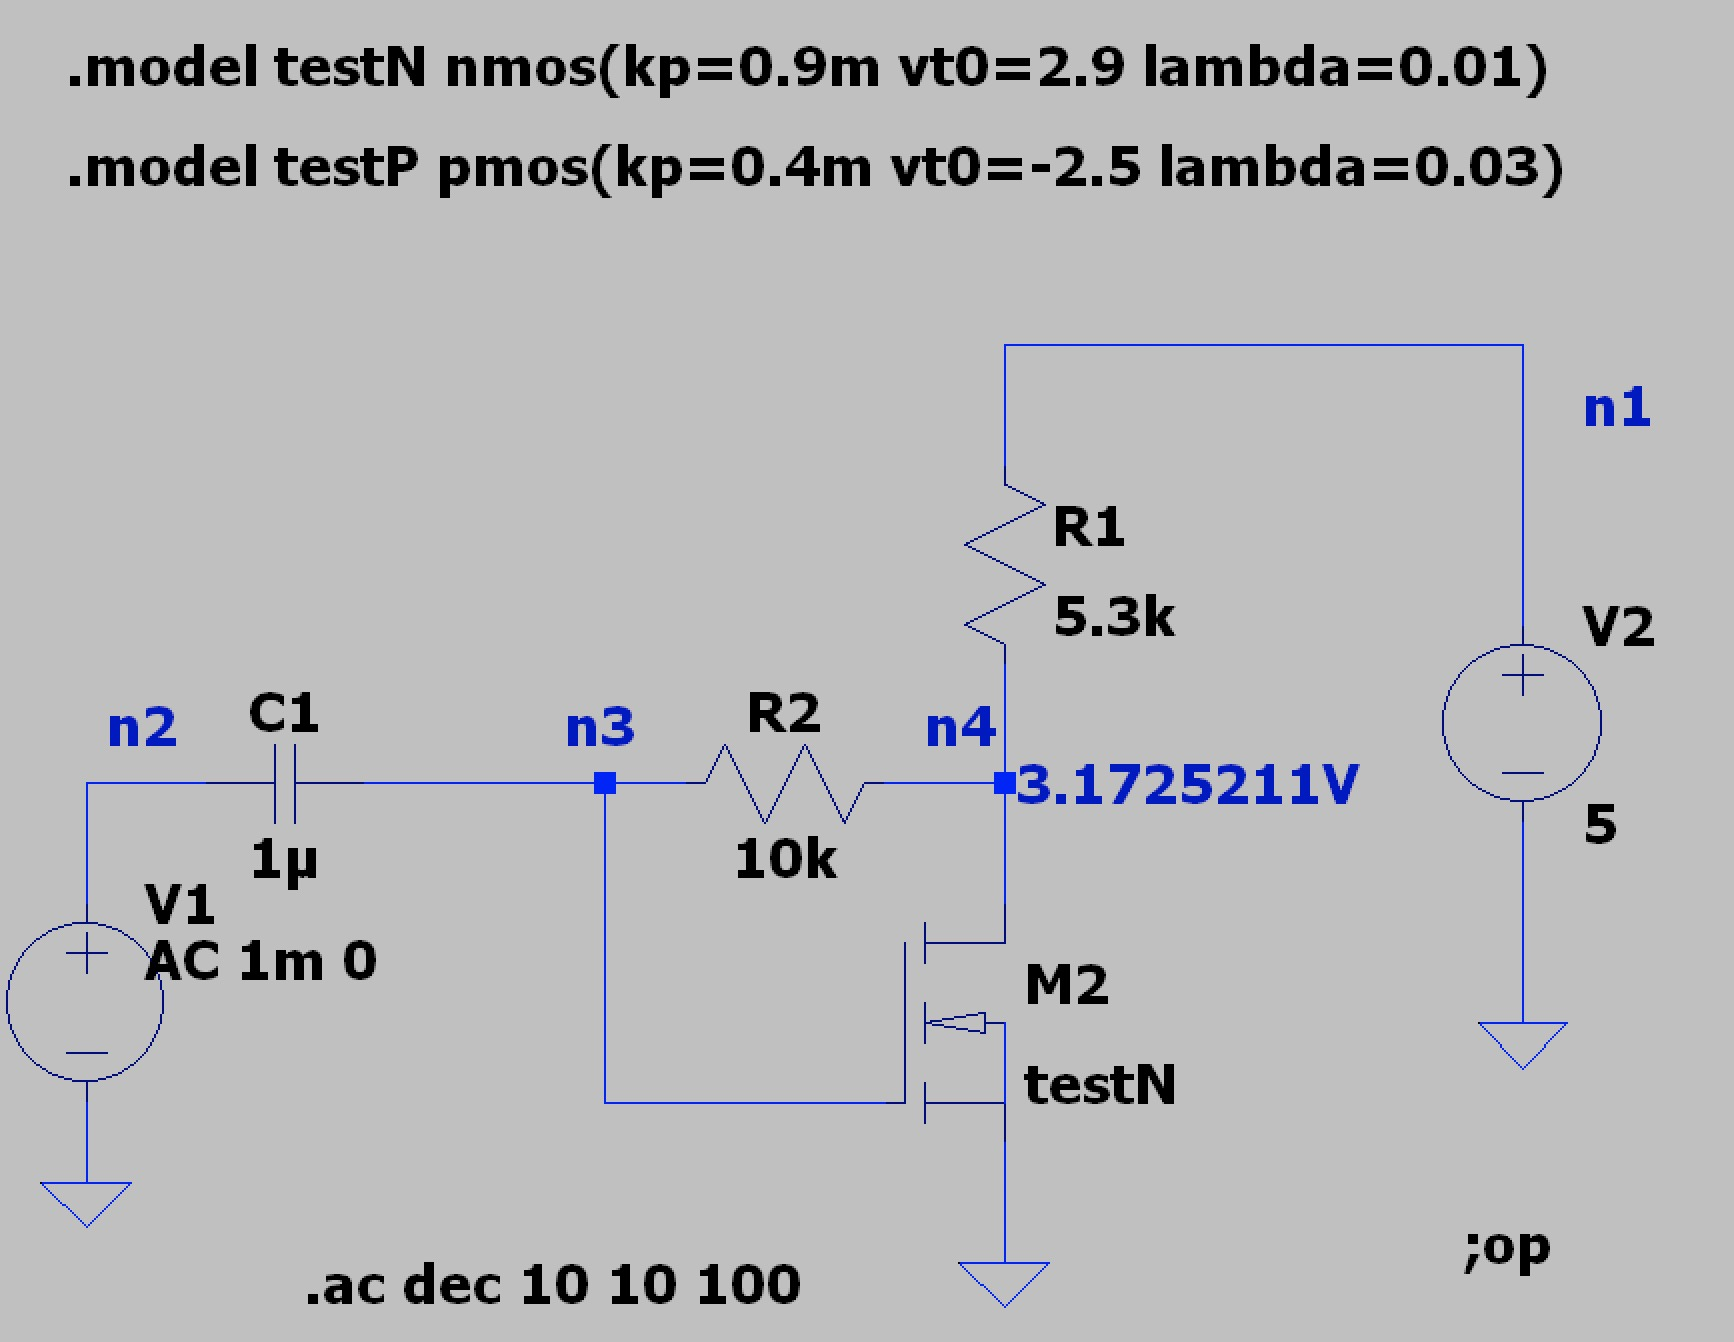 .model testN nmos(kp=0.9m vt0=2.9 lambda=0.01)
.model testP pmos(kp=0.4m vt0=-2.5 lambda=0.03)
n1
R1
5.3k
V2
5
n2
C1
1µ
n3
R2
10k
n4
3.1725211V
V1
AC 1m 0
M2
testN
;op
.ac dec 10 10 100